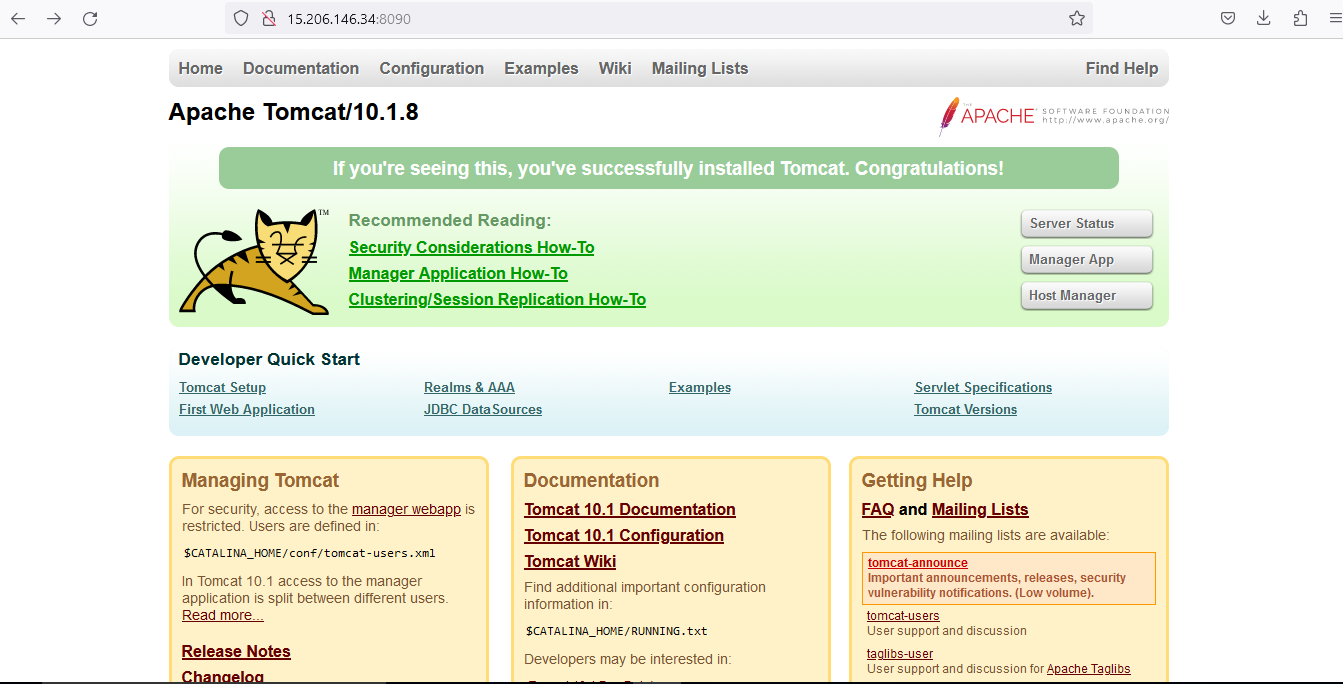 15.206.146.34:8090
Home Documentation Configuration Examples Wiki Mailing Lists Find Help
Apache Tomcat/10.1.8
THE APACHE® SOFTWARE FOUNDATION
http://www.apache.org/
If you're seeing this, you've successfully installed Tomcat. Congratulations!
TM
Recommended Reading:
Security Considerations How-To
Manager Application How-To
Clustering/Session Replication How-To
Server Status
Manager App
Host Manager
Developer Quick Start
Tomcat Setup
First Web Application
Realms & AAA
JDBC DataSources
Examples
Servlet Specifications
Tomcat Versions
Managing Tomcat
For security, access to the manager webapp is
restricted. Users are defined in:
$CATALINA_HOME/conf/tomcat-users.xml
In Tomcat 10.1 access to the manager
application is split between different users.
Read more...
Release Notes
Changelog
Documentation
Tomcat 10.1 Documentation
Tomcat 10.1 Configuration
Tomcat Wiki
Find additional important configuration
information in:
$CATALINA_HOME/RUNNING.txt
Developers may be interested in:
Getting Help
FAQ and Mailing Lists
The following mailing lists are available:
tomcat-announce
Important announcements, releases, security
vulnerability notifications. (Low volume).
tomcat-users
User support and discussion
taglibs-user
User support and discussion for Apache Taglibs